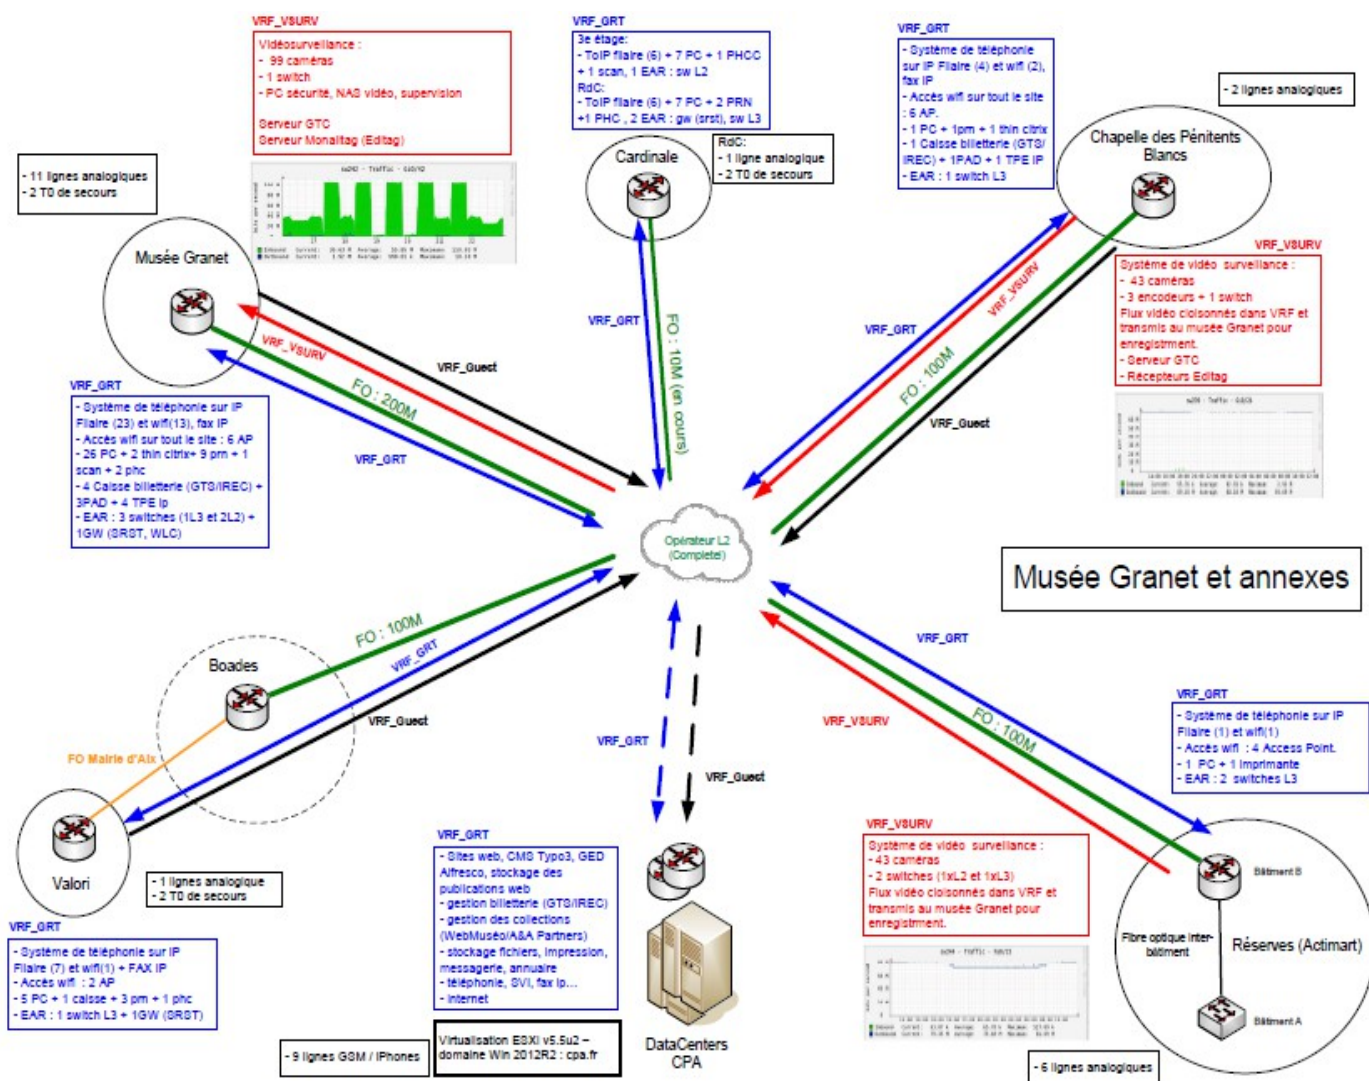 VRF_VSURV
Vidéosurveillance :
- 99 caméras
- 1 switch
- PC sécurité, NAS vidéo, supervision
Serveur GTC
Serveur Monalitag (Editag)
- 11 lignes analogiques
- 2 T0 de secours
Musée Granet
VRF_GRT
3e étage:
- ToIP filaire (6) + 7 PC + 1 PHCC
+ 1 scan, 1 EAR : sw L2
RdC:
- ToIP filaire (6) + 7 PC + 2 PRN
+1 PHC , 2 EAR : gw (srst), sw L3
Cardinale
RdC:
- 1 ligne analogique
- 2 T0 de secours
VRF_GRT
- Système de téléphonie
sur IP Filaire (4) et wifi (2),
fax IP
- Accès wifi sur tout le site
: 6 AP.
- 1 PC + 1prn + 1 thin citrix
- 1 Caisse billetterie (GTS/
IREC) + 1PAD + 1 TPE IP
- EAR : 1 switch L3
- 2 lignes analogiques
Chapelle des Pénitents
Blancs
VRF_VSURV
Système de vidéo surveillance :
- 43 caméras
- 3 encodeurs + 1 switch
Flux vidéo cloisonnés dans VRF et
transmis au musée Granet pour
enregistrment.
- Serveur GTC
- Récepteurs Editag
VRF_Guest
VRF_VSURV
FO : 200M
VRF_GRT
VRF_GRT
FO : 10M (en cours)
VRF_GRT
VRF_VSURV
FO : 100M
VRF_Guest
VRF_GRT
- Système de téléphonie sur IP
Filaire (23) et wifi(13), fax IP
- Accès wifi sur tout le site : 6 AP
- 26 PC + 2 thin citrix+ 9 prn + 1
scan + 2 phc
- 4 Caisse billetterie (GTS/IREC) +
3PAD + 4 TPE ip
- EAR : 3 switches (1L3 et 2L2) +
1GW (SRST, WLC)
Opérateur L2
(Completel)
Musée Granet et annexes
FO : 100M
VRF_GRT
VRF_Guest
Boades
FO Mairie d'Aix
Valori
- 1 lignes analogique
- 2 T0 de secours
VRF_GRT
- Système de téléphonie sur IP
Filaire (7) et wifi(1) + FAX IP
- Accès wifi : 2 AP
- 5 PC + 1 caisse + 3 prn + 1 phc
- EAR : 1 switch L3 + 1GW (SRST)
VRF_GRT
VRF_Guest
VRF_GRT
- Sites web, CMS Typo3, GED
Alfresco, stockage des
publications web
- gestion billetterie (GTS/IREC)
- gestion des collections
(WebMuséo/A&A Partners)
- stockage fichiers, impression,
messagerie, annuaire
- téléphonie, SVI, fax ip...
- Internet
Virtualisation ESXI v5.5u2 –
domaine Win 2012R2 : cpa.fr
- 9 lignes GSM / iPhones
DataCenters
CPA
VRF_GRT
FO : 100M
VRF_VSURV
VRF_GRT
- Système de téléphonie sur IP
Filaire (1) et wifi(1)
- Accès wifi : 4 Access Point.
- 1 PC + 1 imprimante
- EAR : 2 switches L3
VRF_VSURV
Système de vidéo surveillance :
- 43 caméras
- 2 switches (1xL2 et 1xL3)
Flux vidéo cloisonnés dans VRF et
transmis au musée Granet pour
enregistrment.
Bâtiment B
Fibre optique inter-
bâtiment
Réserves (Actimart)
Bâtiment A
- 6 lignes analogiques